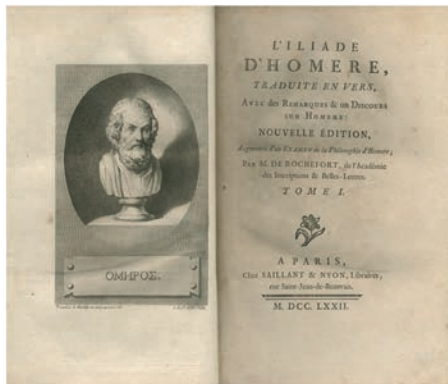 ΟΜΗΡΟΣ.
L'ILIADE
D'HOMERE,
TRADUITE EN VERS,
AVEC des REMARQUES & un DISCOURS
SUR HOMERE:
NOUVELLE ÉDITION,
Augmentée d'un EXAMEN de la Philosophie d'Homere;
PAR M. DE ROCHEFORT, de l'Académie
des Inscriptions & Belles-Lettres.
TOME I.
A PARIS,
Chez SAILLANT & NYON, Libraires,
rue Saint-Jean-de-Beauvais.
M. DCC. LXXII.